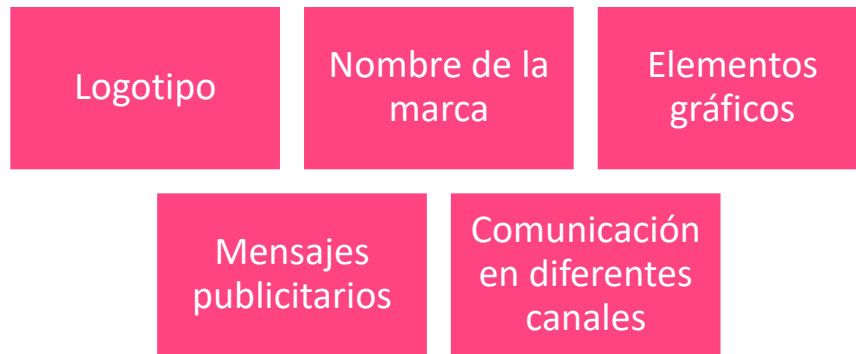 Logotipo
Nombre de la
marca
Elementos
gráficos
Mensajes
publicitarios
Comunicación
en diferentes
canales